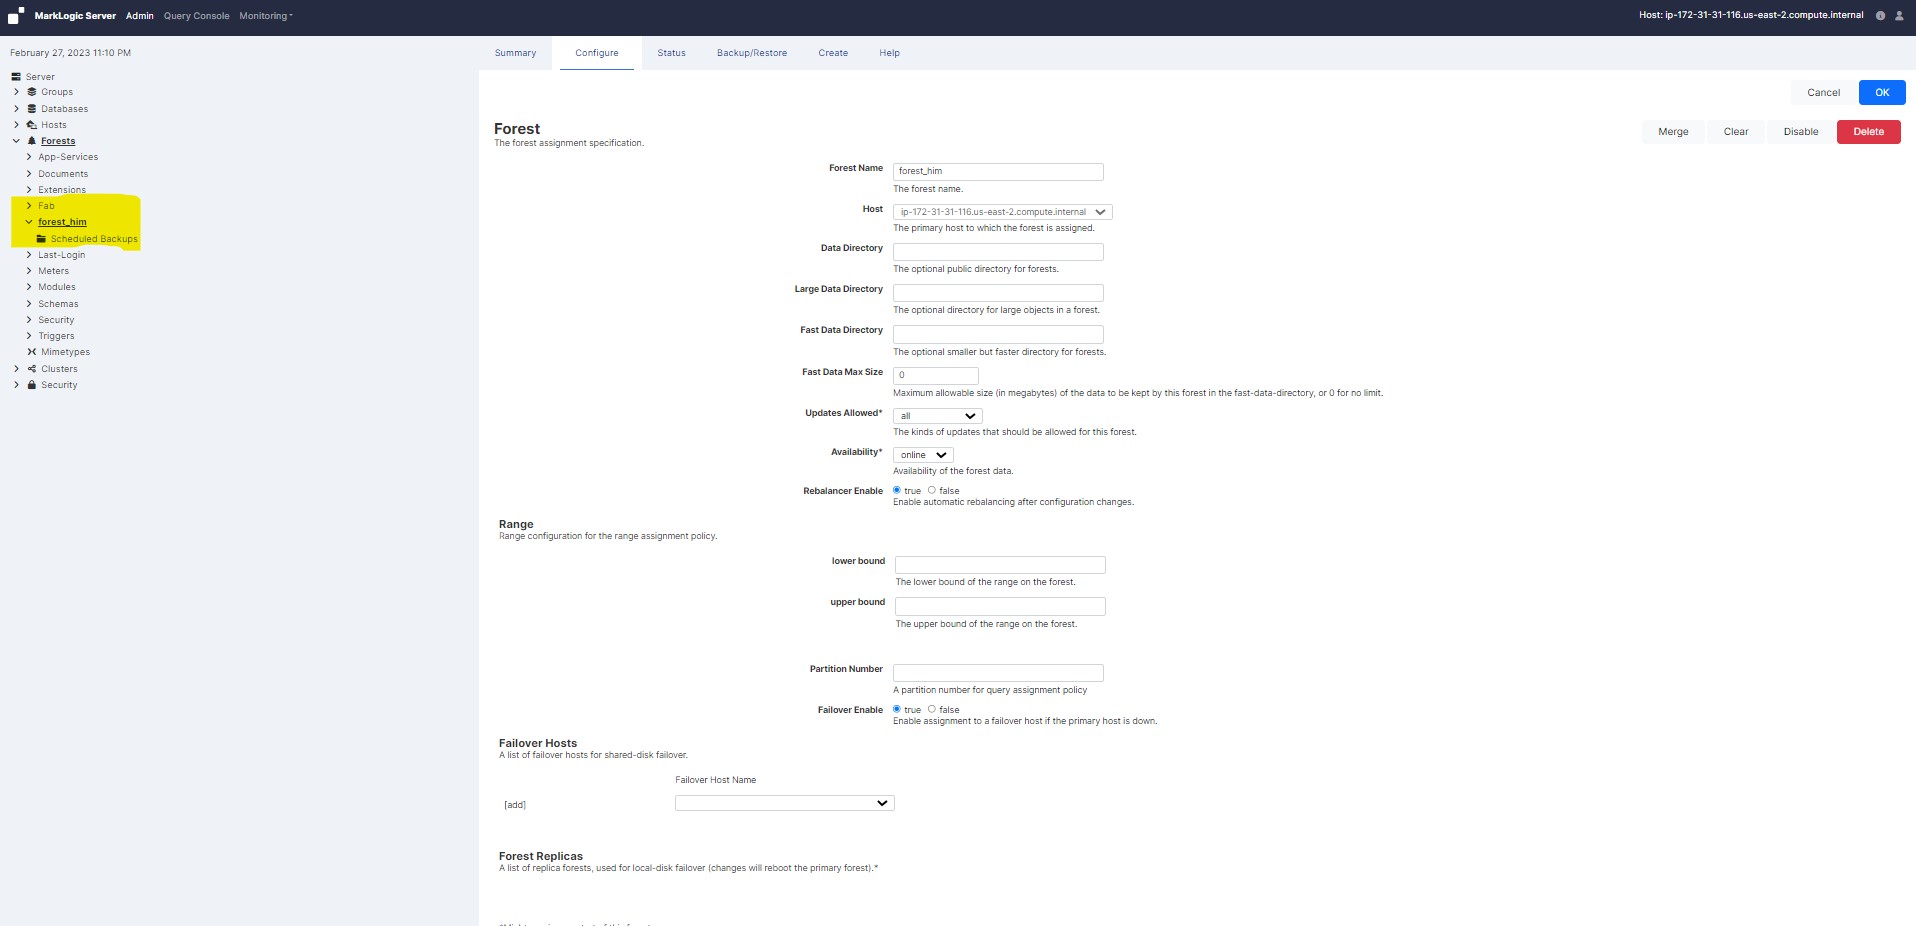 MarkLogic Server Admin Query Console Monitoring
Host: ip-172-31-31-116.us-east-2.compute.internal
February 27, 2023 11:10 PM
Server
Groups
Databases
Hosts
Forests
App-Services
Documents
Extensions
Fab
forest_him
Scheduled Backups
Last-Login
Meters
Modules
Schemas
Security
Triggers
Mimetypes
Clusters
Security
Summary Configure Status Backup/Restore Create Help
Cancel OK
Forest
The forest assignment specification.
Merge Clear Disable Delete
Forest Name forest_him
The forest name.
Host ip-172-31-31-116.us-east-2.compute.internal
The primary host to which the forest is assigned.
Data Directory
The optional public directory for forests.
Large Data Directory
The optional directory for large objects in a forest.
Fast Data Directory
The optional smaller but faster directory for forests.
Fast Data Max Size 0
Maximum allowable size (in megabytes) of the data to be kept by this forest in the fast-data-directory, or 0 for no limit.
Updates Allowed* all
The kinds of updates that should be allowed for this forest.
Availability* online
Availability of the forest data.
Rebalancer Enable true false
Enable automatic rebalancing after configuration changes.
Range
Range configuration for the range assignment policy.
lower bound
The lower bound of the range on the forest.
upper bound
The upper bound of the range on the forest.
Partition Number
A partition number for query assignment policy
Failover Enable true false
Enable assignment to a failover host if the primary host is down.
Failover Hosts
A list of failover hosts for shared-disk failover.
Failover Host Name
[add]
Forest Replicas
A list of replica forests, used for local-disk failover (changes will reboot the primary forest).*